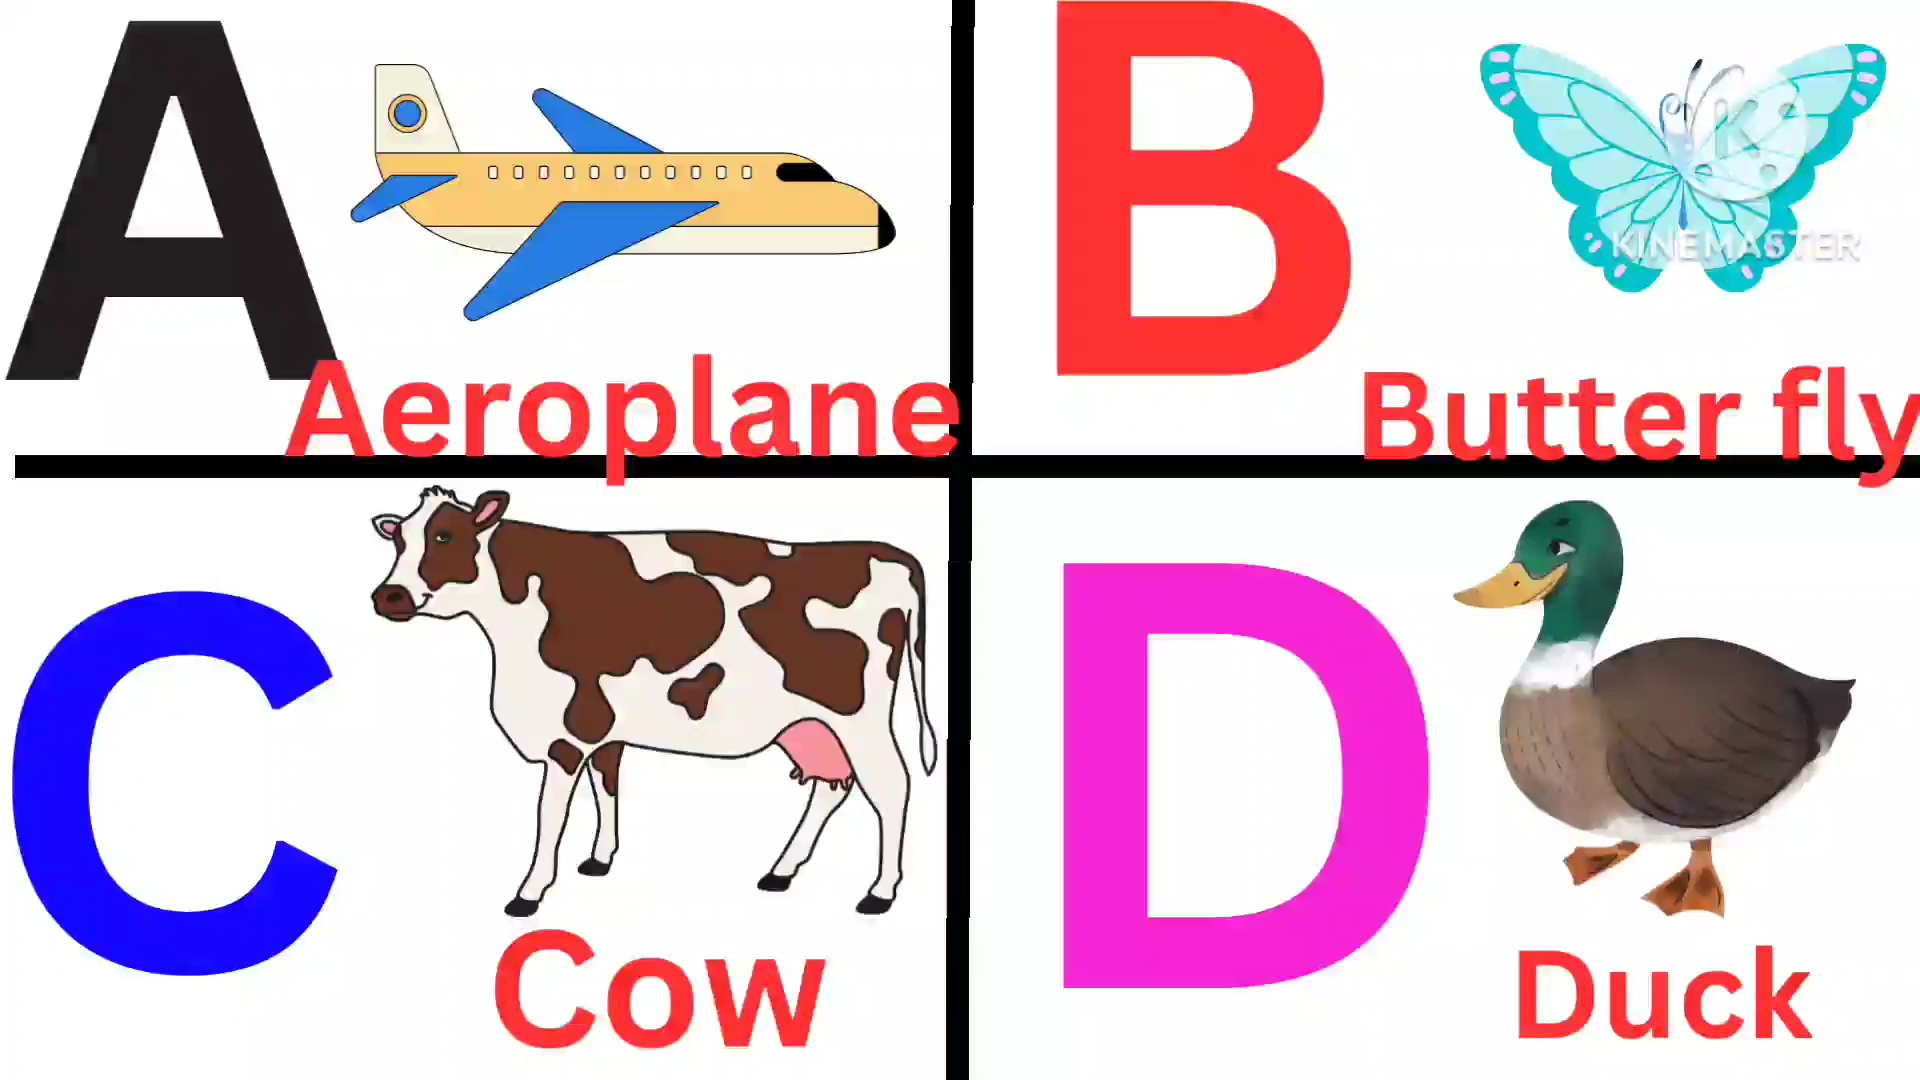 A
Aeroplane
B
K
KINEMASTER
Butter fly
C
Cow
D
Duck